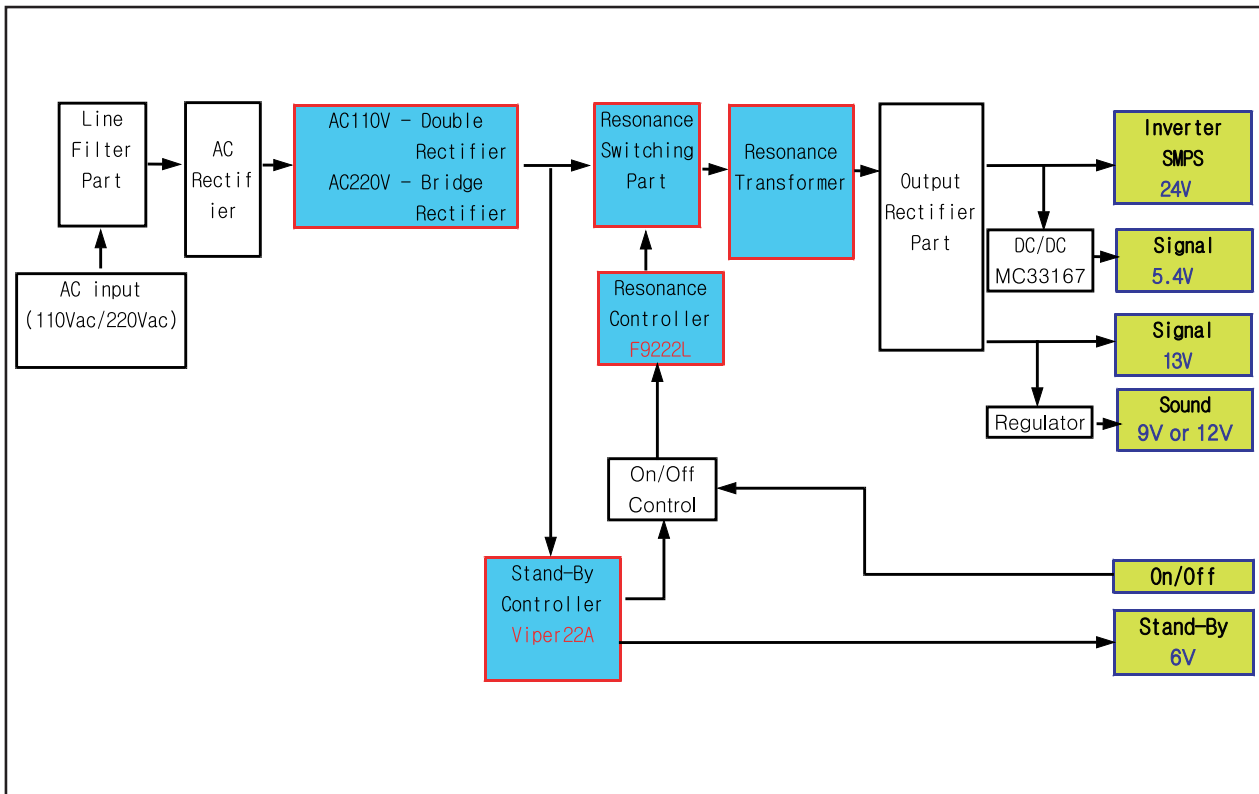 Line
Filter
Part
AC input
(110Vac/220Vac)
AC
Rectif
ier
AC110V - Double
Rectifier
AC220V - Bridge
Rectifier
Resonance
Switching
Part
Resonance
Controller
F9222L
Resonance
Transformer
Output
Rectifier
Part
Inverter
SMPS
24V
DC/DC
MC33167
Signal
5.4V
Signal
13V
Regulator
Sound
9V or 12V
On/Off
Control
On/Off
Stand-By
Controller
Viper22A
Stand-By
6V